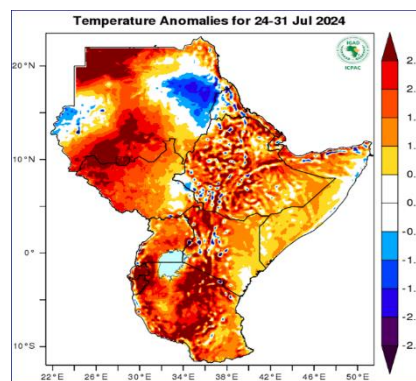 Temperature Anomalies for 24-31 Jul 2024
IGAD
ICPAC
20°N
10°N
0°
10°S
22°E 26°E 30°E 34°E 38°E 42°E 46°E 50°E
2.
2.
1.
1.
0.
0.
-0.
-1.
-1.
-2.
-2.